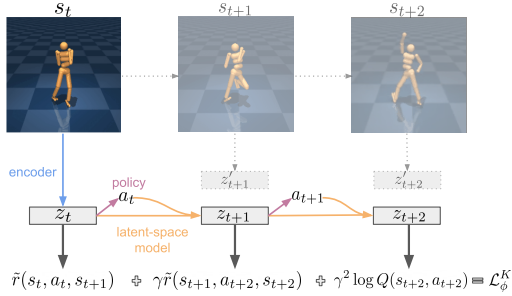 s_t s_{t+1} s_{t+2}
encoder
policy
a_t a_{t+1}
z'_{t+1} z'_{t+2}
z_t z_{t+1} z_{t+2}
latent-space
model
r̃(s_t, a_t, s_{t+1}) + γr̃(s_{t+1}, a_{t+2}, s_{t+2}) + γ² log Q(s_{t+2}, a_{t+2}) = ℒ^K_ϕ